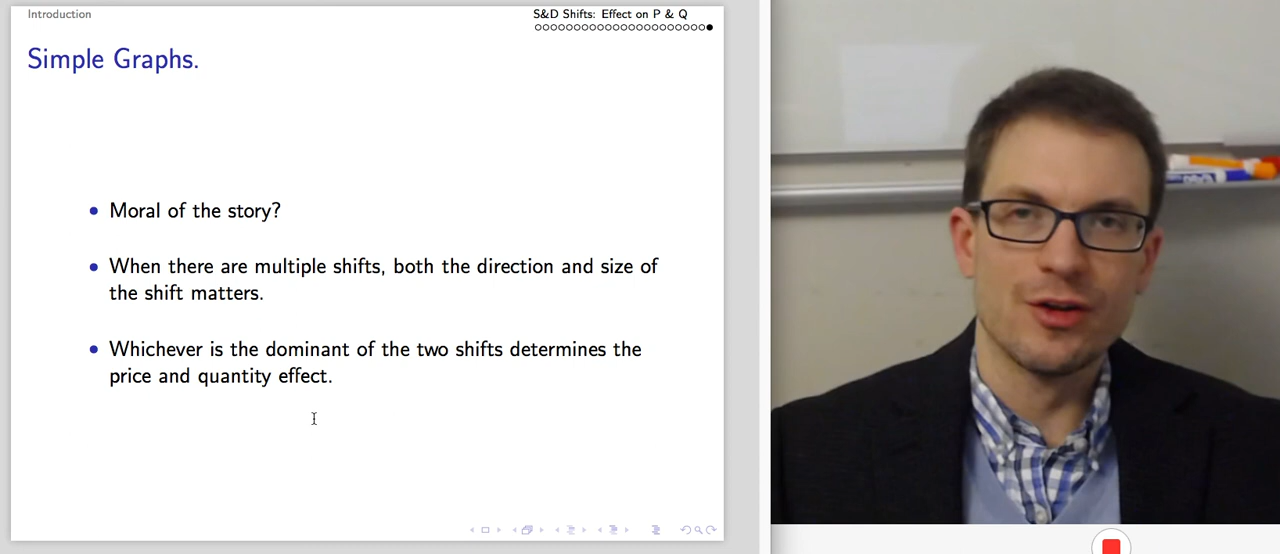 Introduction
S&D Shifts: Effect on P & Q
Simple Graphs.
• Moral of the story?
• When there are multiple shifts, both the direction and size of
the shift matters.
• Whichever is the dominant of the two shifts determines the
price and quantity effect.